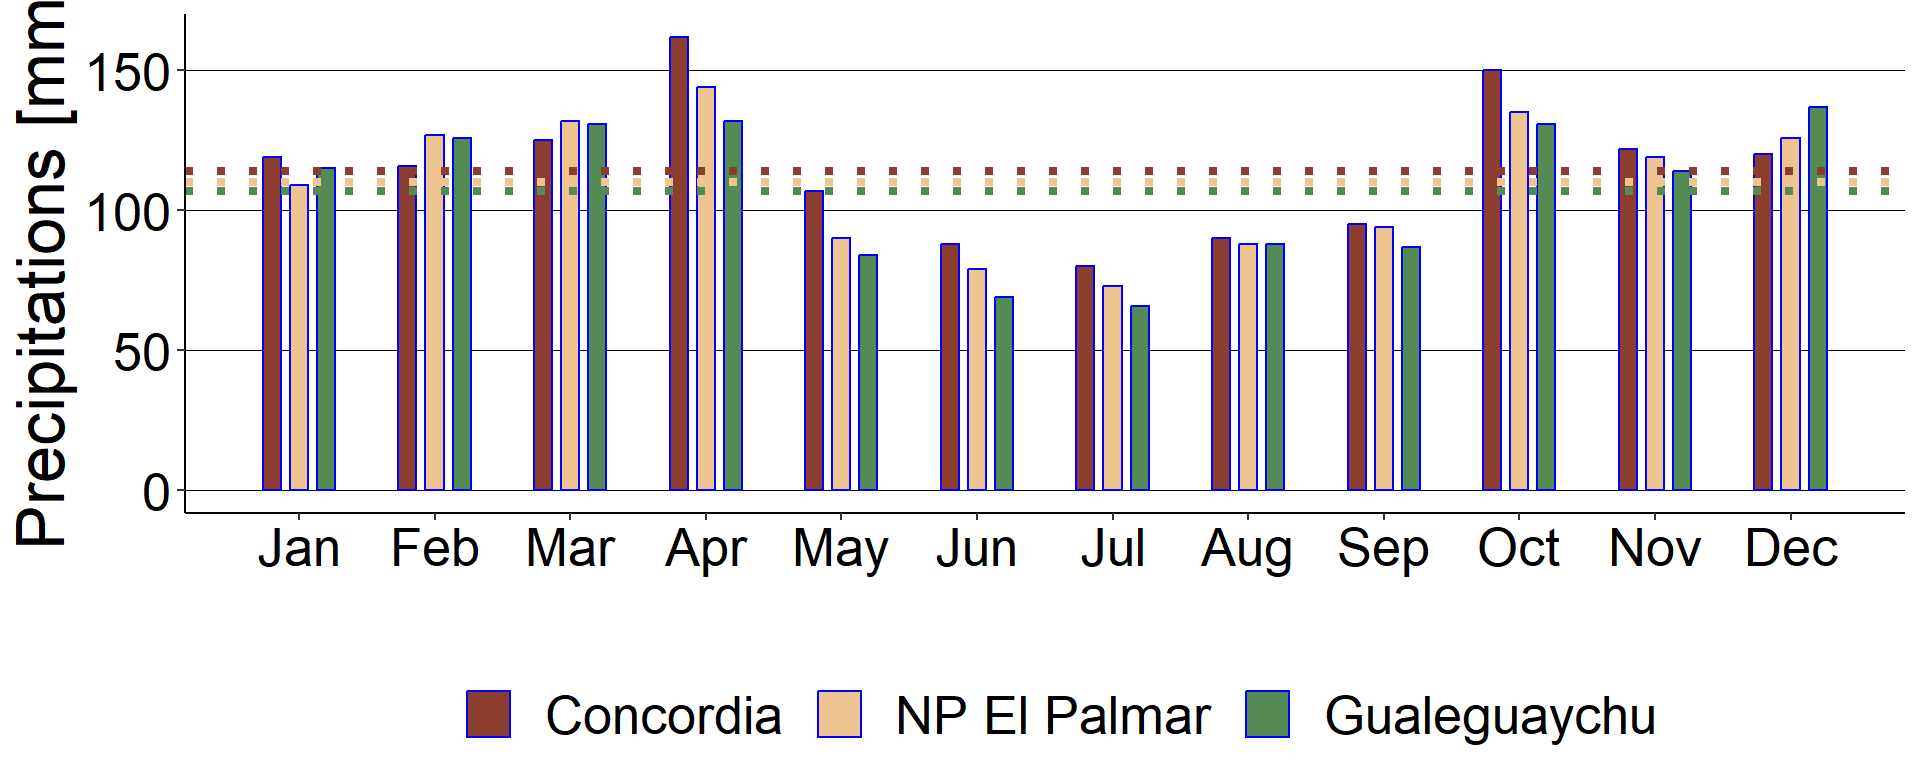 Precipitations [mm
150
100
50
0
Jan Feb Mar Apr May Jun Jul Aug Sep Oct Nov Dec
Concordia NP El Palmar Gualeguaychu